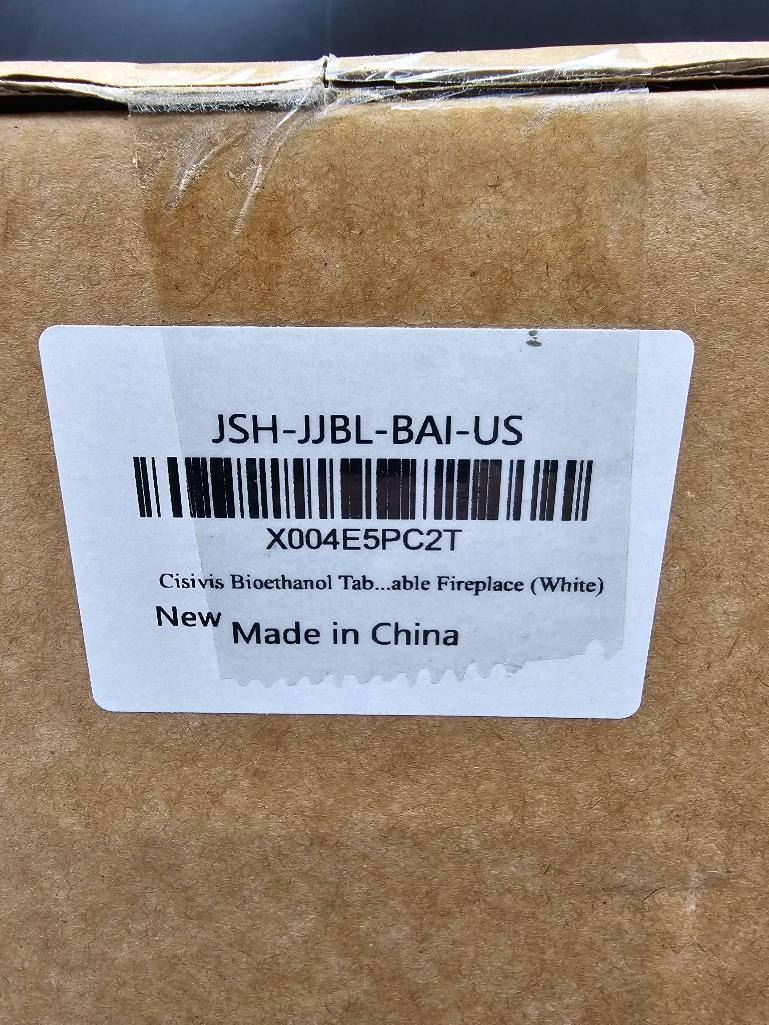 JSH-JJBL-BAI-US
X004E5PC2T
Cisivis Bioethanol Tab...able Fireplace (White)
New
Made in China